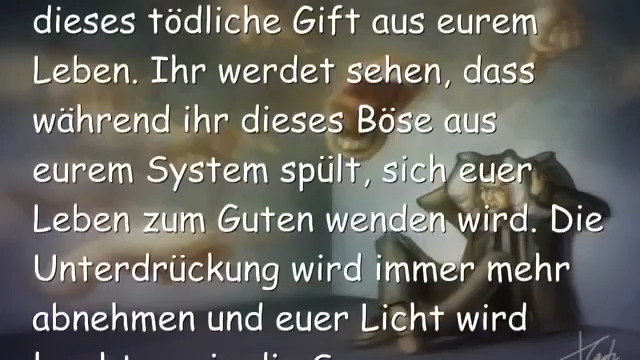 dieses tödliche Gift aus eurem
Leben. Ihr werdet sehen, dass
während ihr dieses Böse aus
eurem System spült, sich euer
Leben zum Guten wenden wird. Die
Unterdrückung wird immer mehr
abnehmen und euer Licht wird